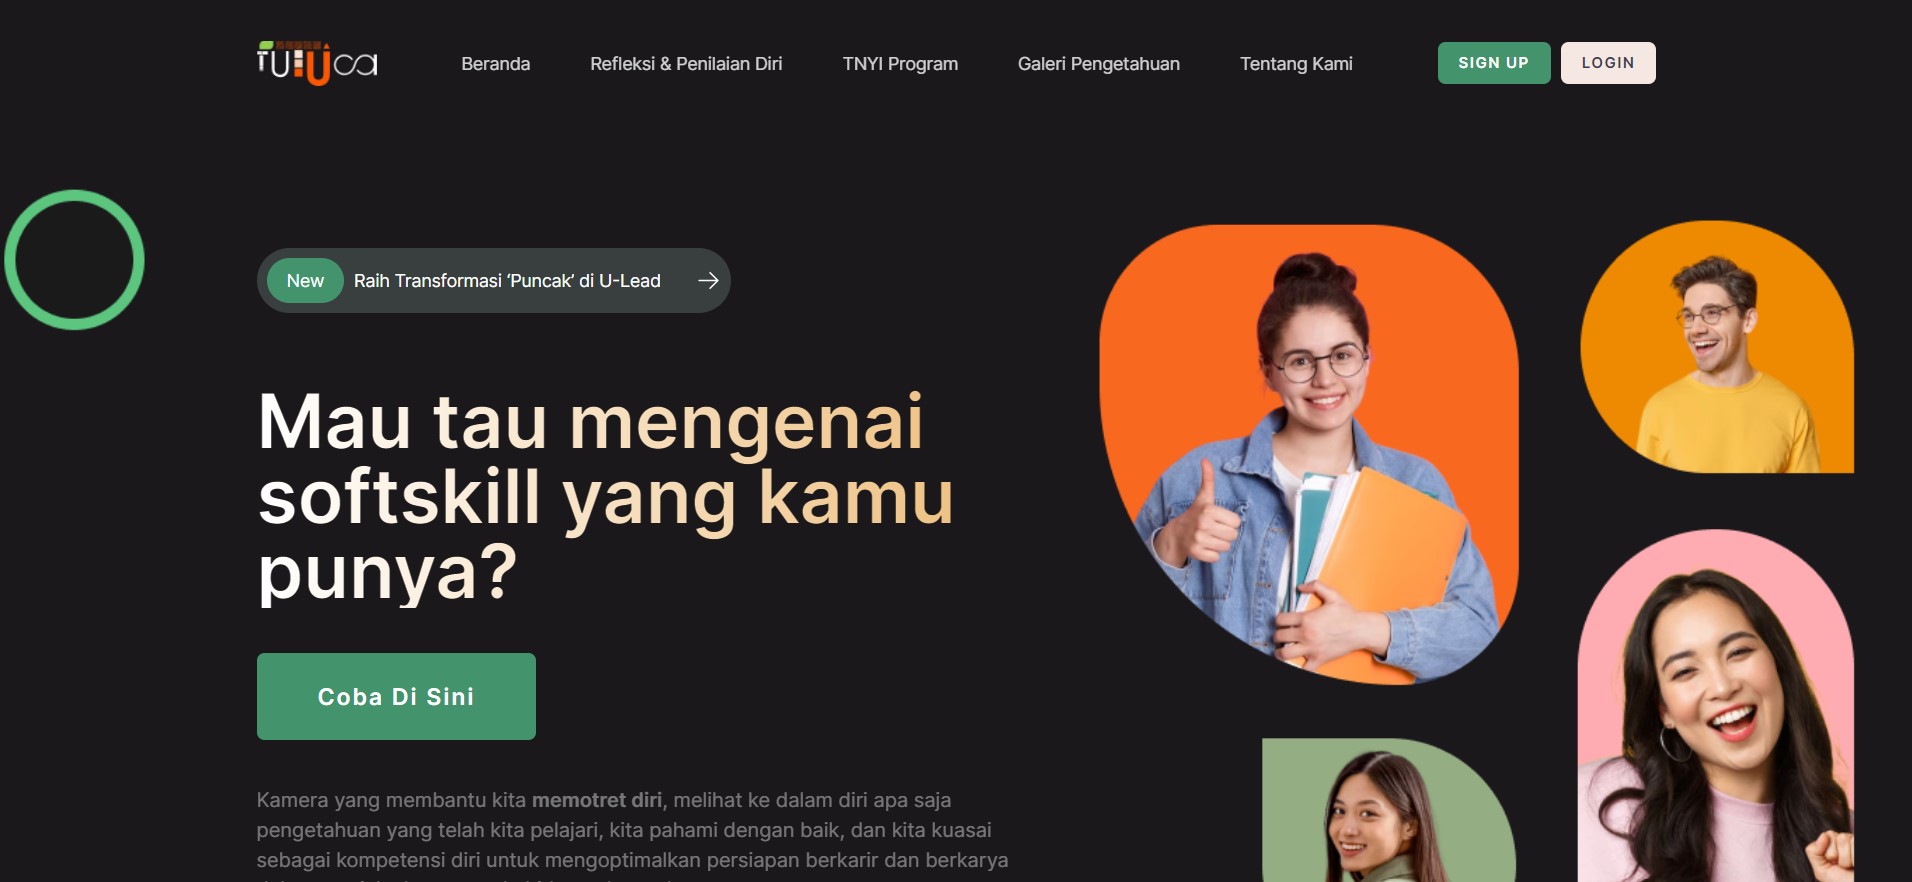 Beranda
Refleksi & Penilaian Diri
TNYI Program
Galeri Pengetahuan
Tentang Kami
SIGN UP
LOGIN
New Raih Transformasi ‘Puncak’ di U-Lead
Mau tau mengenai
softskill yang kamu
punya?
Coba Di Sini
Kamera yang membantu kita memotret diri, melihat ke dalam diri apa saja
pengetahuan yang telah kita pelajari, kita pahami dengan baik, dan kita kuasai
sebagai kompetensi diri untuk mengoptimalkan persiapan berkarir dan berkarya